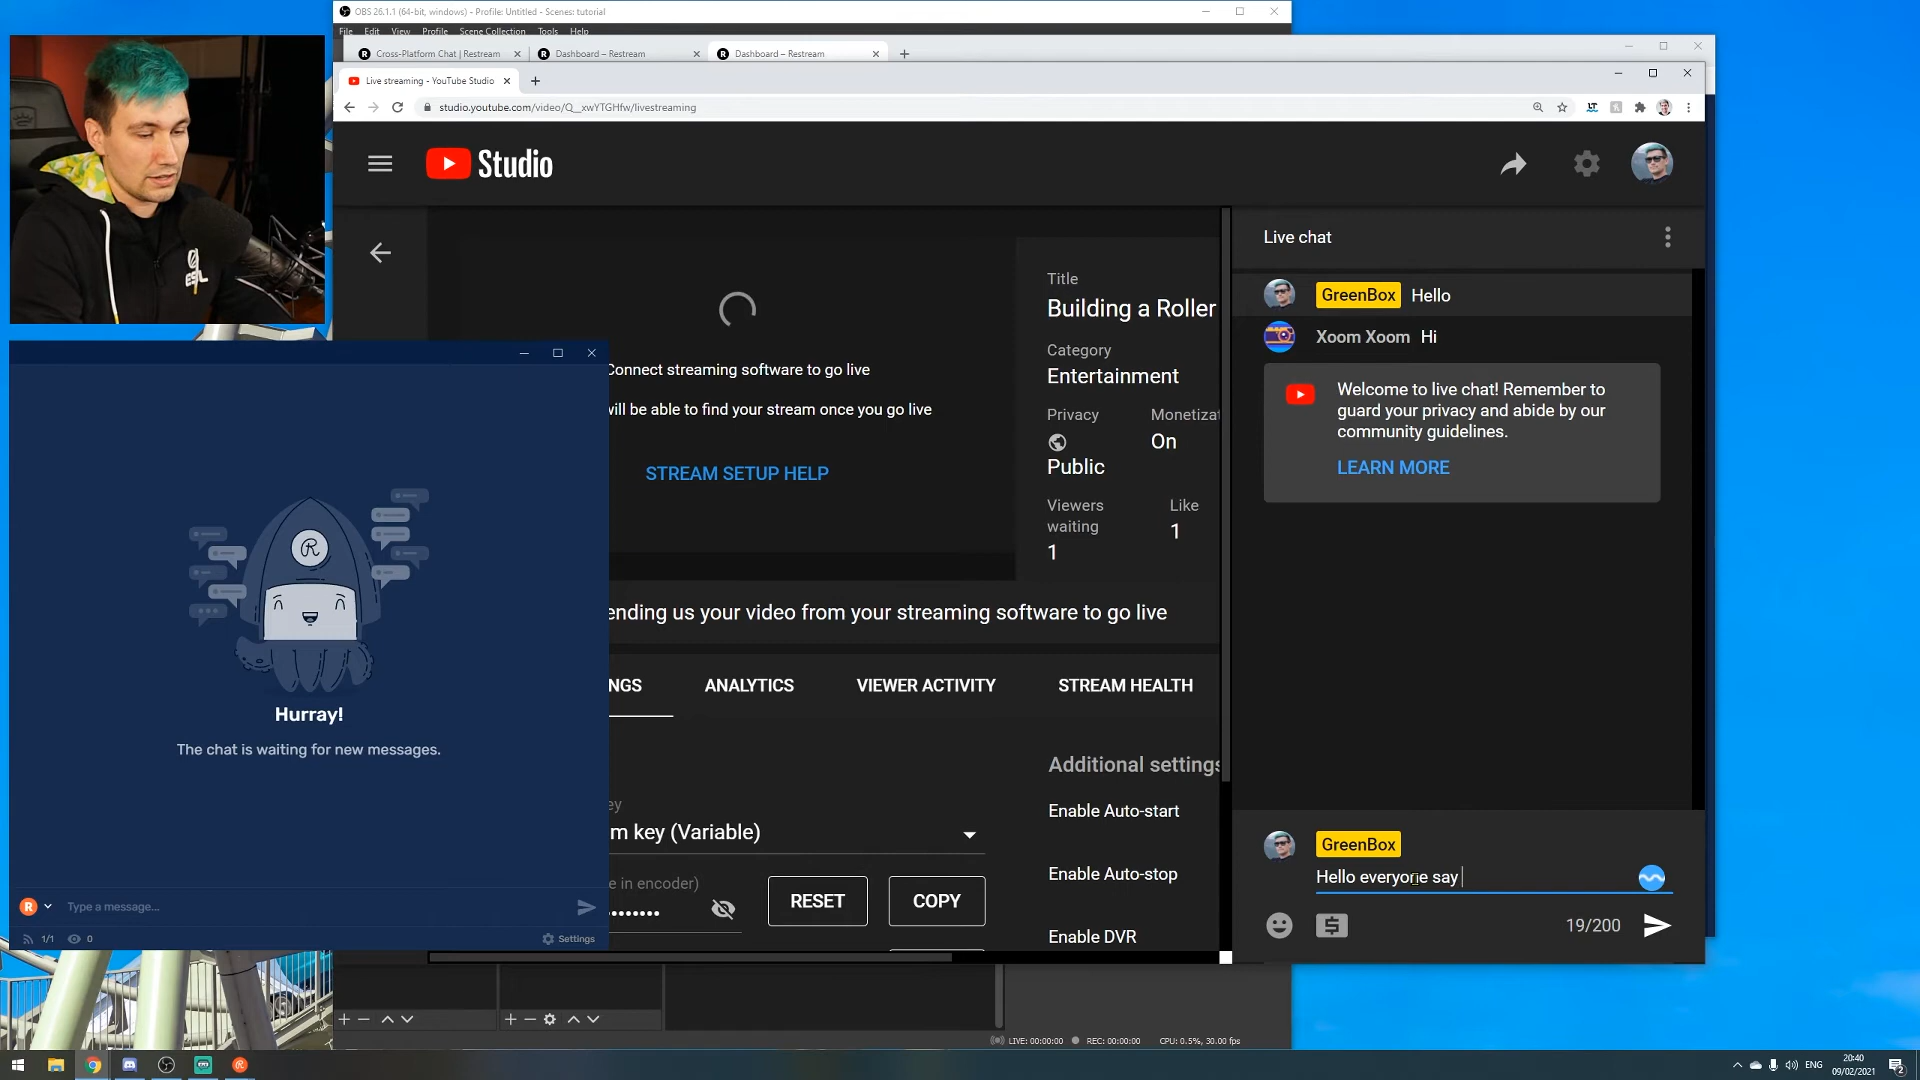 OBS 26.1.1 (64-bit, windows) - Profile: Untitled - Scenes: tutorial
File Edit View Profile Scene Collection Tools Help
Cross-Platform Chat | Restream
Dashboard – Restream
Dashboard – Restream
Live streaming - YouTube Studio
studio.youtube.com/video/Q__xwYTGHfw/livestreaming
Studio
Live chat
GreenBox Hello
Xoom Xoom Hi
Welcome to live chat! Remember to
guard your privacy and abide by our
community guidelines.
LEARN MORE
Connect streaming software to go live
will be able to find your stream once you go live
STREAM SETUP HELP
Title
Building a Roller
Category
Entertainment
Privacy
Public
Monetizat
On
Viewers
waiting
1
Like
1
ending us your video from your streaming software to go live
NGS ANALYTICS VIEWER ACTIVITY STREAM HEALTH
ey
m key (Variable)
e in encoder)
RESET
COPY
Additional settings
Enable Auto-start
Enable Auto-stop
Enable DVR
R
Hurray!
The chat is waiting for new messages.
R
Type a message...
1/1 0
Settings
GreenBox
Hello everyone say
19/200
LIVE: 00:00:00 REC: 00:00:00 CPU: 0.5%, 30.00 fps
ESL
ENG
20:40
09/02/2021
2